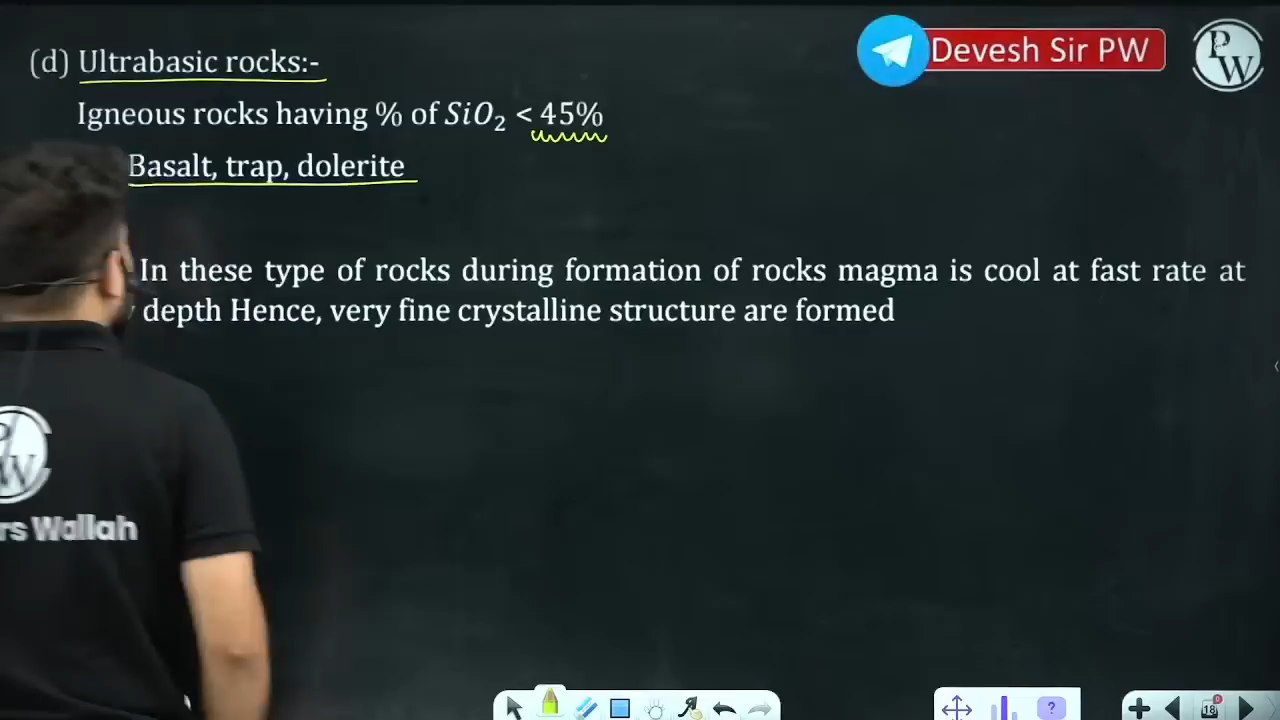 (d) Ultrabasic rocks:-
Devesh Sir PW
PW
Igneous rocks having % of SiO₂ < 45%
Basalt, trap, dolerite
In these type of rocks during formation of rocks magma is cool at fast rate at
depth Hence, very fine crystalline structure are formed
PW
rs Wallah
18